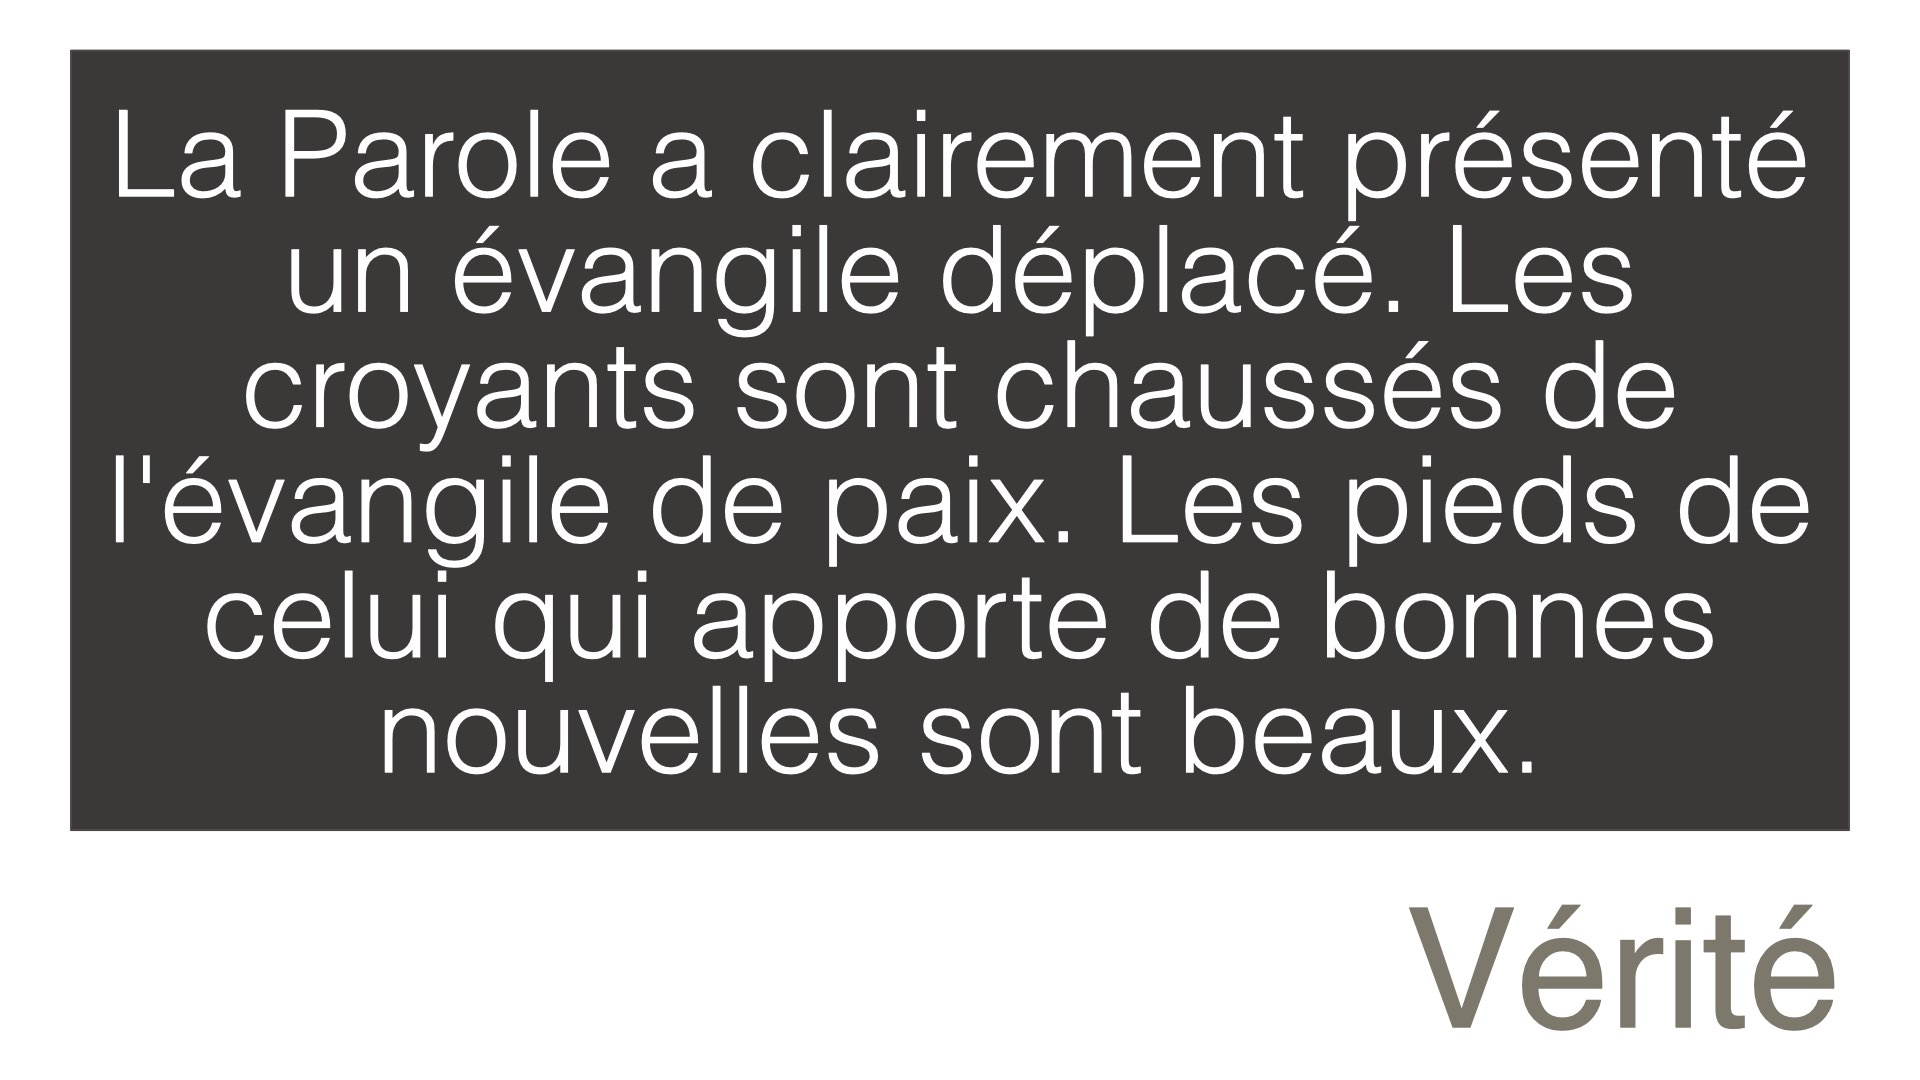 La Parole a clairement présenté
un évangile déplacé. Les
croyants sont chaussés de
l'évangile de paix. Les pieds de
celui qui apporte de bonnes
nouvelles sont beaux.
Vérité